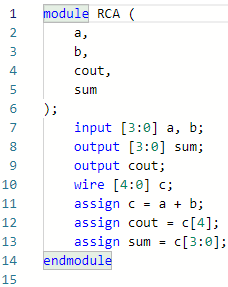 1 module RCA (
2     a,
3     b,
4     cout,
5     sum
6 );
7     input [3:0] a, b;
8     output [3:0] sum;
9     output cout;
10     wire [4:0] c;
11     assign c = a + b;
12     assign cout = c[4];
13     assign sum = c[3:0];
14 endmodule
15